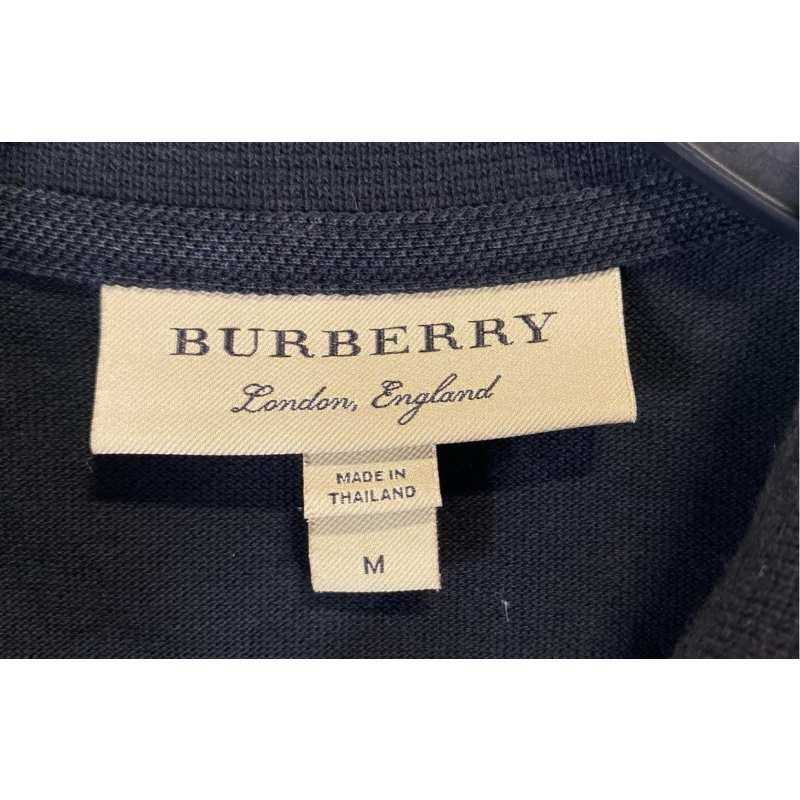 BURBERRY
London, England
MADE IN
THAILAND
M